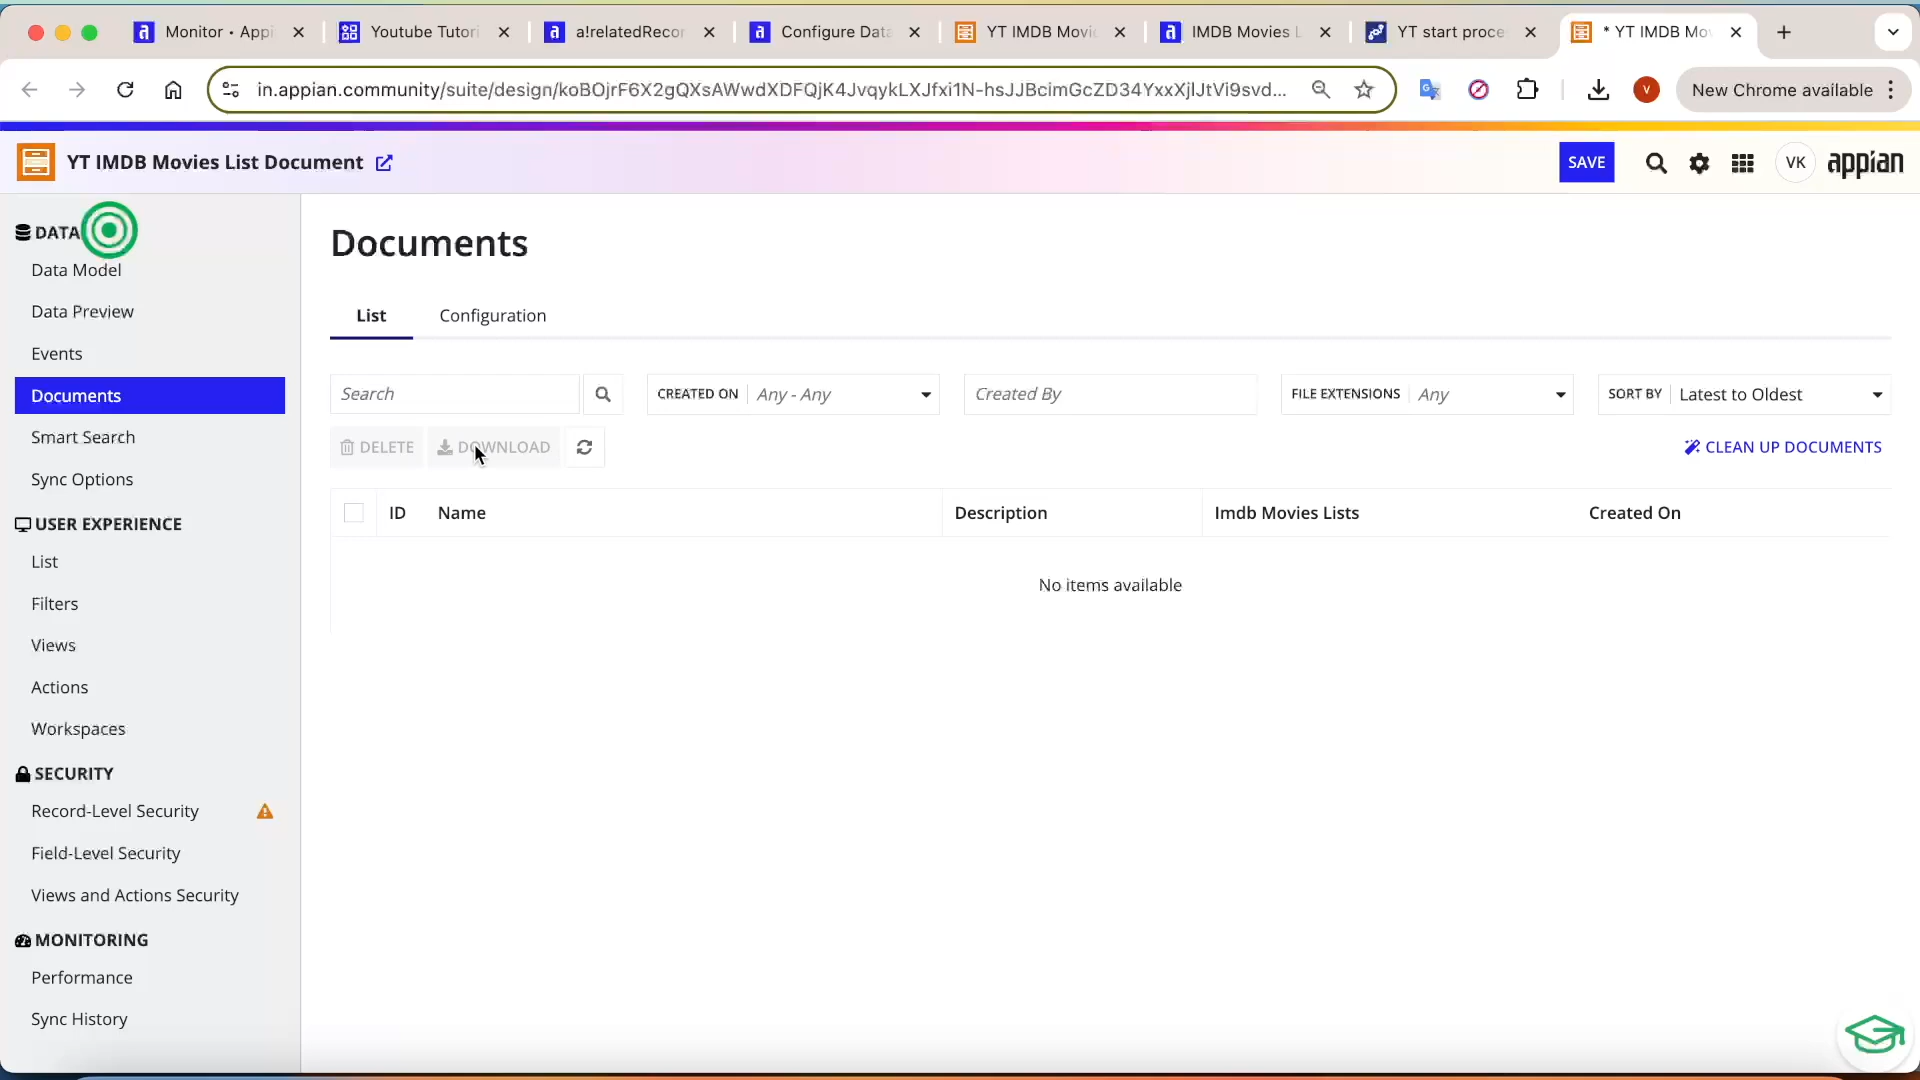 Monitor • Appi
Youtube Tutori
a!relatedRecor
Configure Data
YT IMDB Movi
IMDB Movies L
YT start proce
* YT IMDB Mov
in.appian.community/suite/design/koBOjrF6X2gQXsAWwdXDFQjK4JvqykLXJfxi1N-hsJJBcimGcZD34YxxXjlJtVi9svd...
V
New Chrome available
YT IMDB Movies List Document
SAVE
VK
appian
DATA
Data Model
Data Preview
Events
Documents
Smart Search
Sync Options
USER EXPERIENCE
List
Filters
Views
Actions
Workspaces
SECURITY
Record-Level Security
Field-Level Security
Views and Actions Security
MONITORING
Performance
Sync History
Documents
List
Configuration
Search
CREATED ON Any - Any
Created By
FILE EXTENSIONS Any
SORT BY Latest to Oldest
DELETE
DOWNLOAD
CLEAN UP DOCUMENTS
ID
Name
Description
Imdb Movies Lists
Created On
No items available